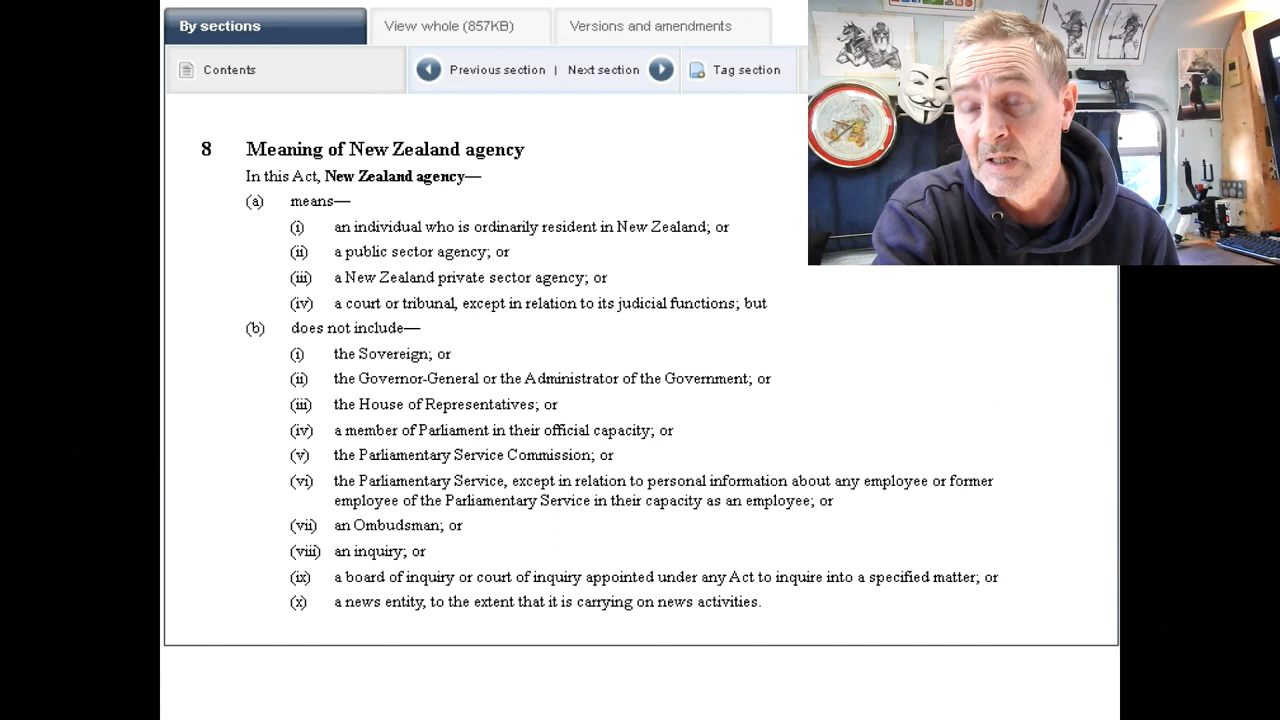 By sections
View whole (857KB)
Versions and amendments
Contents
Previous section | Next section
Tag section
8 Meaning of New Zealand agency
In this Act, New Zealand agency—
(a) means—
(i) an individual who is ordinarily resident in New Zealand; or
(ii) a public sector agency; or
(iii) a New Zealand private sector agency; or
(iv) a court or tribunal, except in relation to its judicial functions; but
(b) does not include—
(i) the Sovereign; or
(ii) the Governor-General or the Administrator of the Government; or
(iii) the House of Representatives; or
(iv) a member of Parliament in their official capacity; or
(v) the Parliamentary Service Commission; or
(vi) the Parliamentary Service, except in relation to personal information about any employee or former
employee of the Parliamentary Service in their capacity as an employee; or
(vii) an Ombudsman; or
(viii) an inquiry; or
(ix) a board of inquiry or court of inquiry appointed under any Act to inquire into a specified matter; or
(x) a news entity, to the extent that it is carrying on news activities.